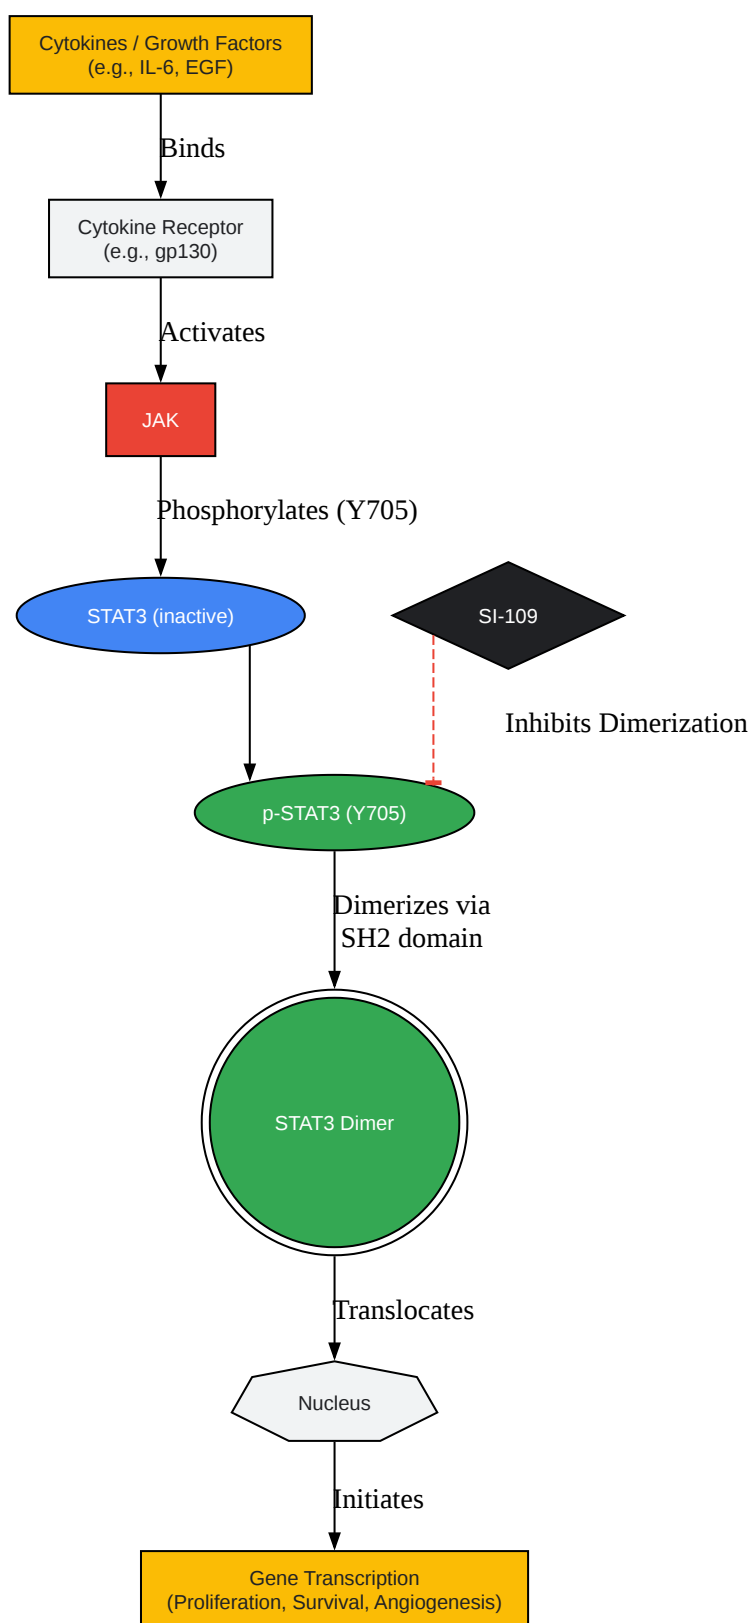 Cytokines / Growth Factors
(e.g., IL-6, EGF)
Binds
Cytokine Receptor
(e.g., gp130)
Activates
JAK
Phosphorylates (Y705)
STAT3 (inactive)
SI-109
Inhibits Dimerization
p-STAT3 (Y705)
Dimerizes via
SH2 domain
STAT3 Dimer
Translocates
Nucleus
Initiates
Gene Transcription
(Proliferation, Survival, Angiogenesis)